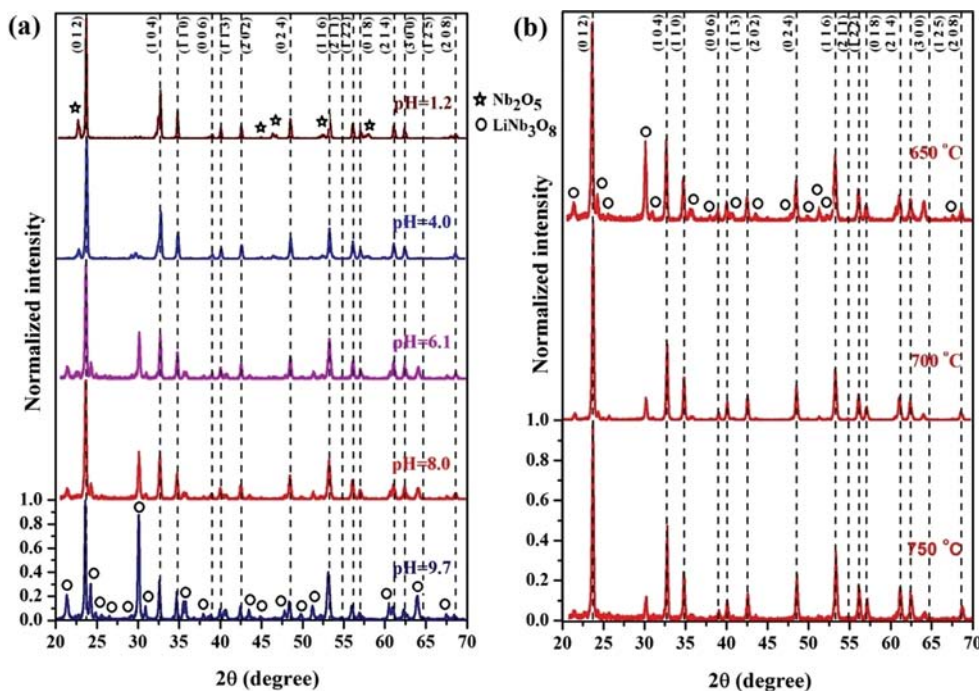 (a)
(0 1 2)
(1 0 4)
(1 1 0)
(0 0 6)
(1 1 3)
(2 0 2)
(0 2 4)
(1 1 6)
(2 1 1)
(1 2 2)
(0 1 8)
(2 1 4)
(3 0 0)
(1 2 5)
(2 0 8)
pH=1.2
Nb₂O₅
LiNb₃O₈
pH=4.0
pH=6.1
pH=8.0
pH=9.7
Normalized intensity
1.0
0.8
0.6
0.4
0.2
0.0
20 25 30 35 40 45 50 55 60 65 70
2θ (degree)
(b)
(0 1 2)
(1 0 4)
(1 1 0)
(0 0 6)
(1 1 3)
(2 0 2)
(0 2 4)
(1 1 6)
(2 1 1)
(1 2 2)
(0 1 8)
(2 1 4)
(3 0 0)
(1 2 5)
(2 0 8)
650 °C
700 °C
750 °C
Normalized intensity
1.0
0.8
0.6
0.4
0.2
0.0
20 25 30 35 40 45 50 55 60 65 70
2θ (degree)